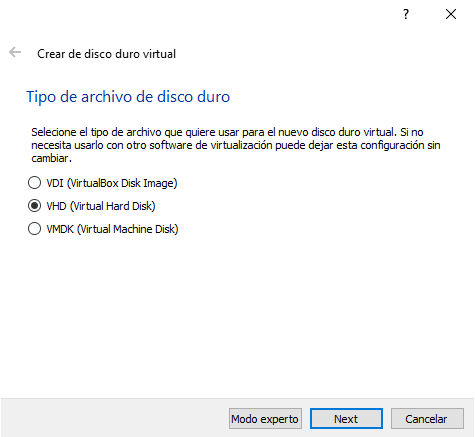 ?
Crear de disco duro virtual
Tipo de archivo de disco duro
Selecione el tipo de archivo que quiere usar para el nuevo disco duro virtual. Si no
necesita usarlo con otro software de virtualización puede dejar esta configuración sin
cambiar.
VDI (VirtualBox Disk Image)
VHD (Virtual Hard Disk)
VMDK (Virtual Machine Disk)
Modo experto Next Cancelar